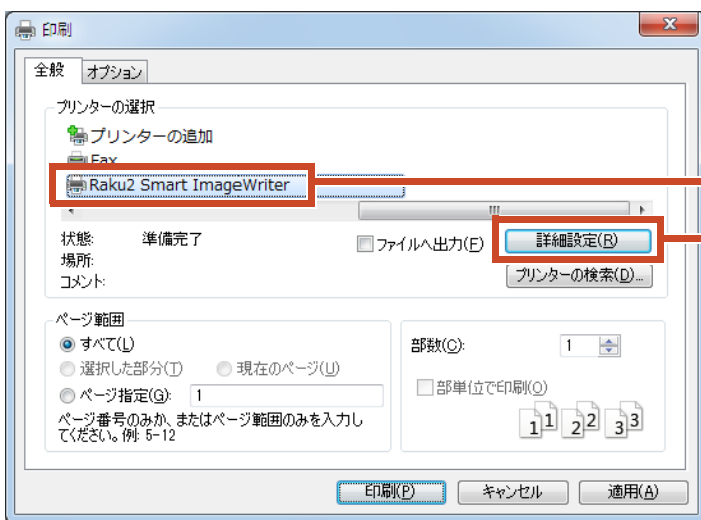 印刷
全般 オプション
プリンターの選択
プリンターの追加
Fax
Raku2 Smart ImageWriter
状態: 準備完了
ファイルへ出力(F) 詳細設定(R)
場所:
コメント: プリンターの検索(D)...
ページ範囲
すべて(L)
部数(C): 1
選択した部分(T) 現在のページ(U)
部単位で印刷(O)
ページ指定(G): 1
ページ番号のみか、またはページ範囲のみを入力し
てください。例: 5-12
1 1 2 2 3 3
印刷(P) キャンセル 適用(A)